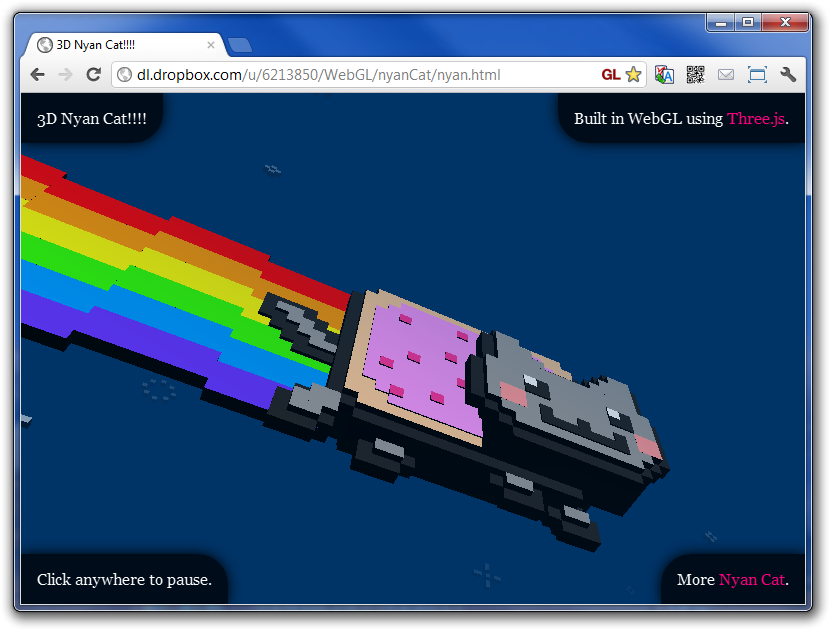 3D Nyan Cat!!!!
dl.dropbox.com/u/6213850/WebGL/nyanCat/nyan.html GL
3D Nyan Cat!!!!
Built in WebGL using Three.js.
Click anywhere to pause.
More Nyan Cat.